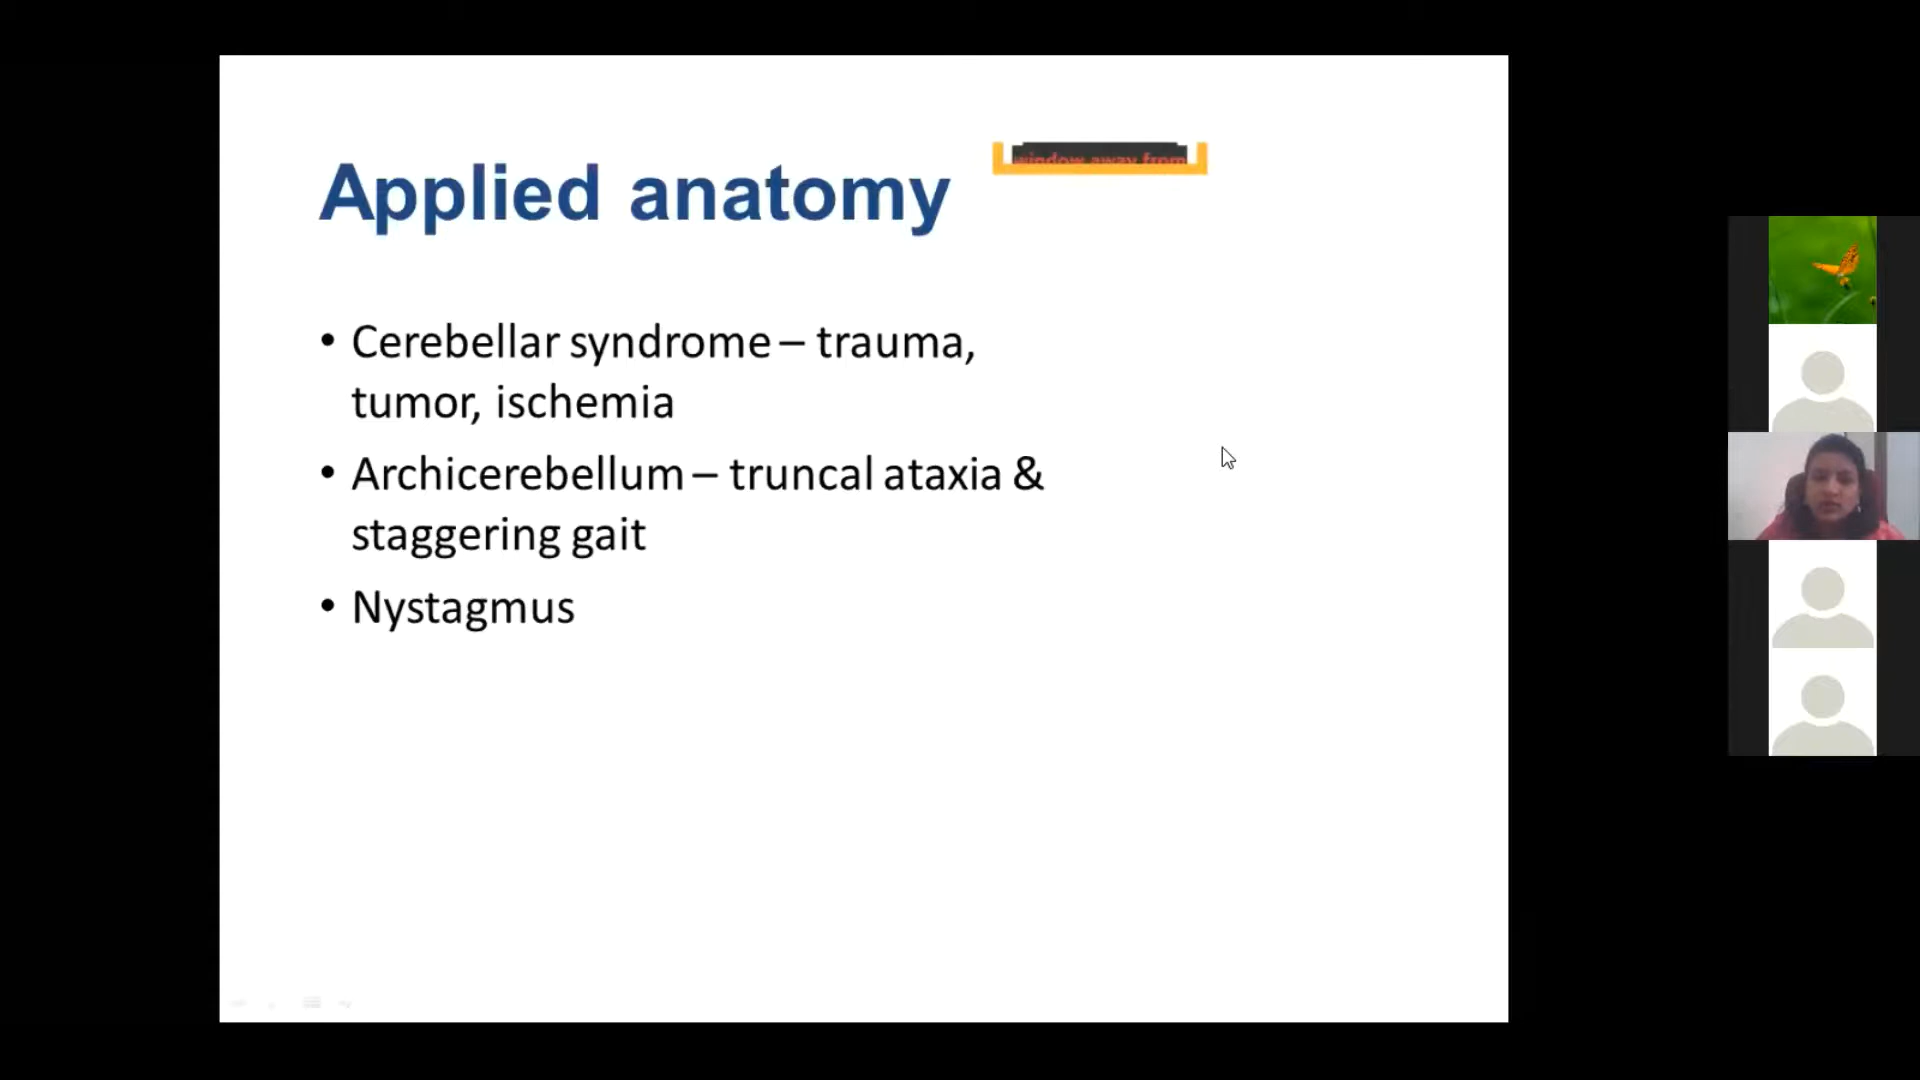 window away from
Applied anatomy
• Cerebellar syndrome – trauma,
tumor, ischemia
• Archicerebellum – truncal ataxia &
staggering gait
• Nystagmus